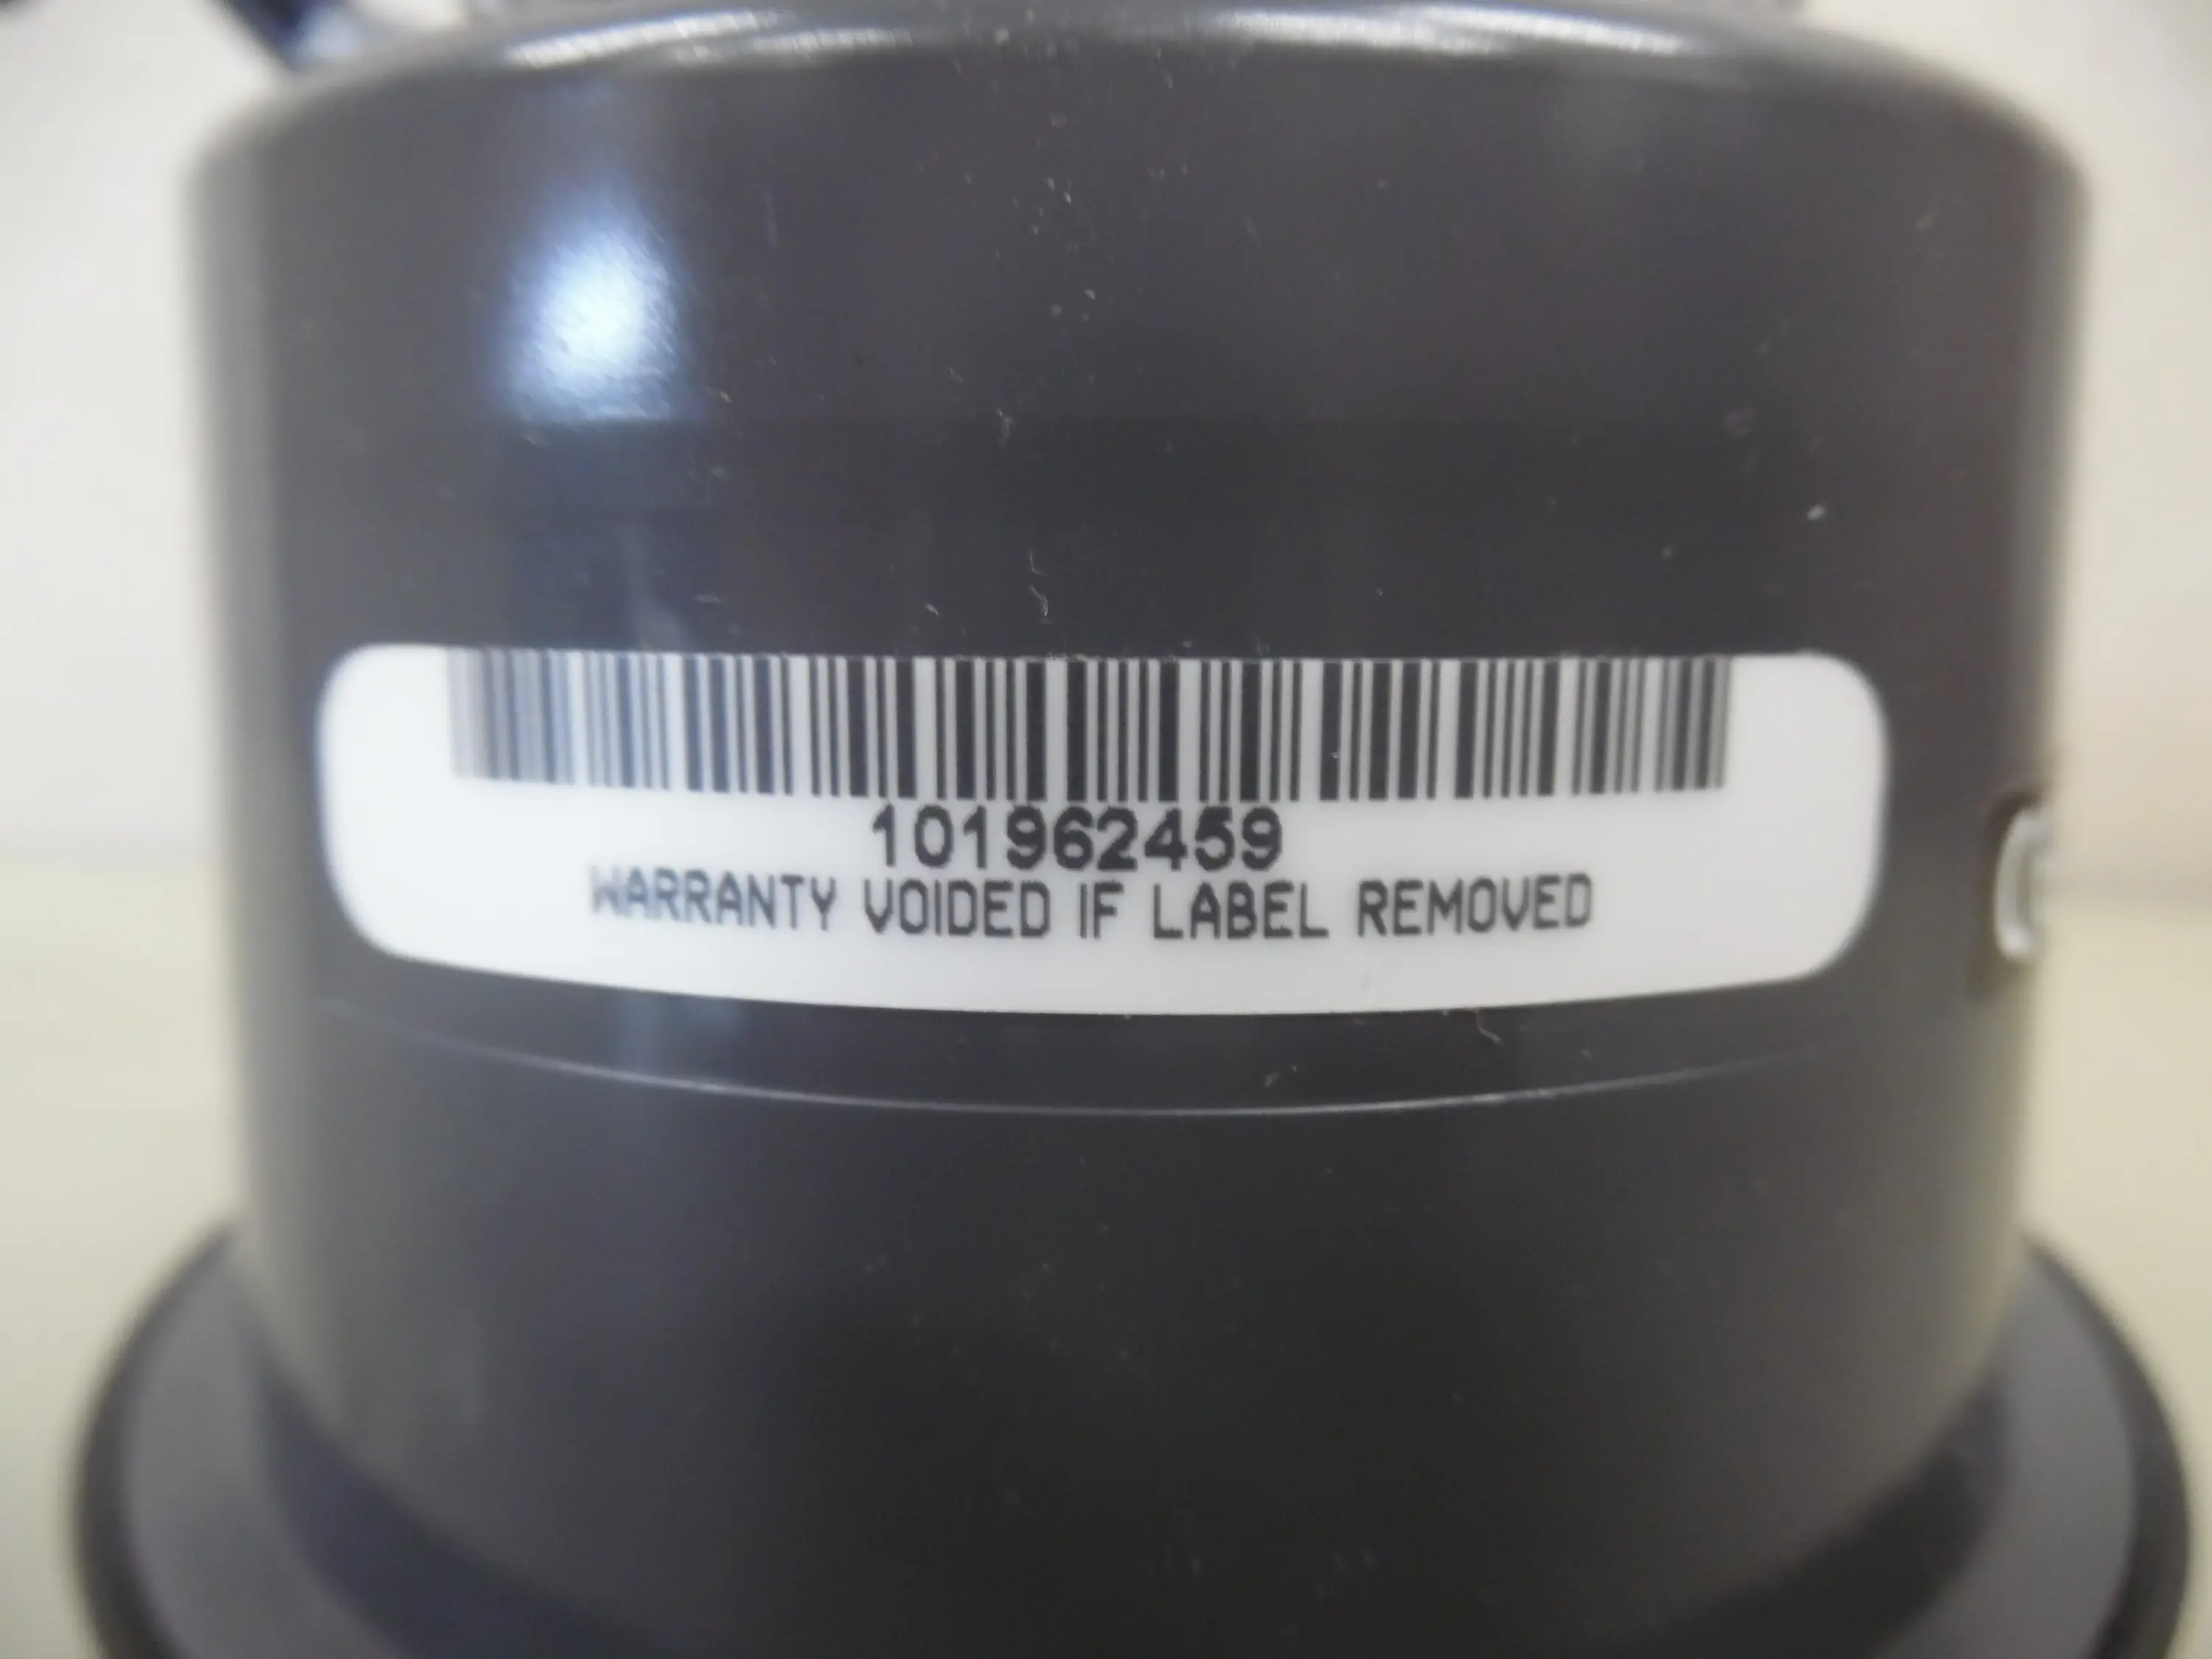 101962459
WARRANTY VOIDED IF LABEL REMOVED